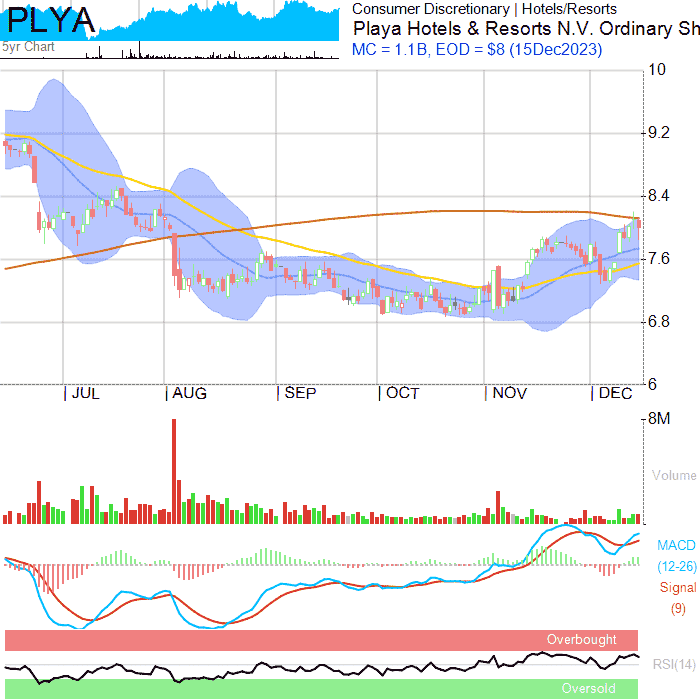 PLYA
5yr Chart
Consumer Discretionary | Hotels/Resorts
Playa Hotels & Resorts N.V. Ordinary Sh
MC = 1.1B, EOD = $8 (15Dec2023)
10
9.2
8.4
7.6
6.8
6
JUL AUG SEP OCT NOV DEC
8M
Volume
MACD
(12-26)
Signal
(9)
Overbought
RSI(14)
Oversold